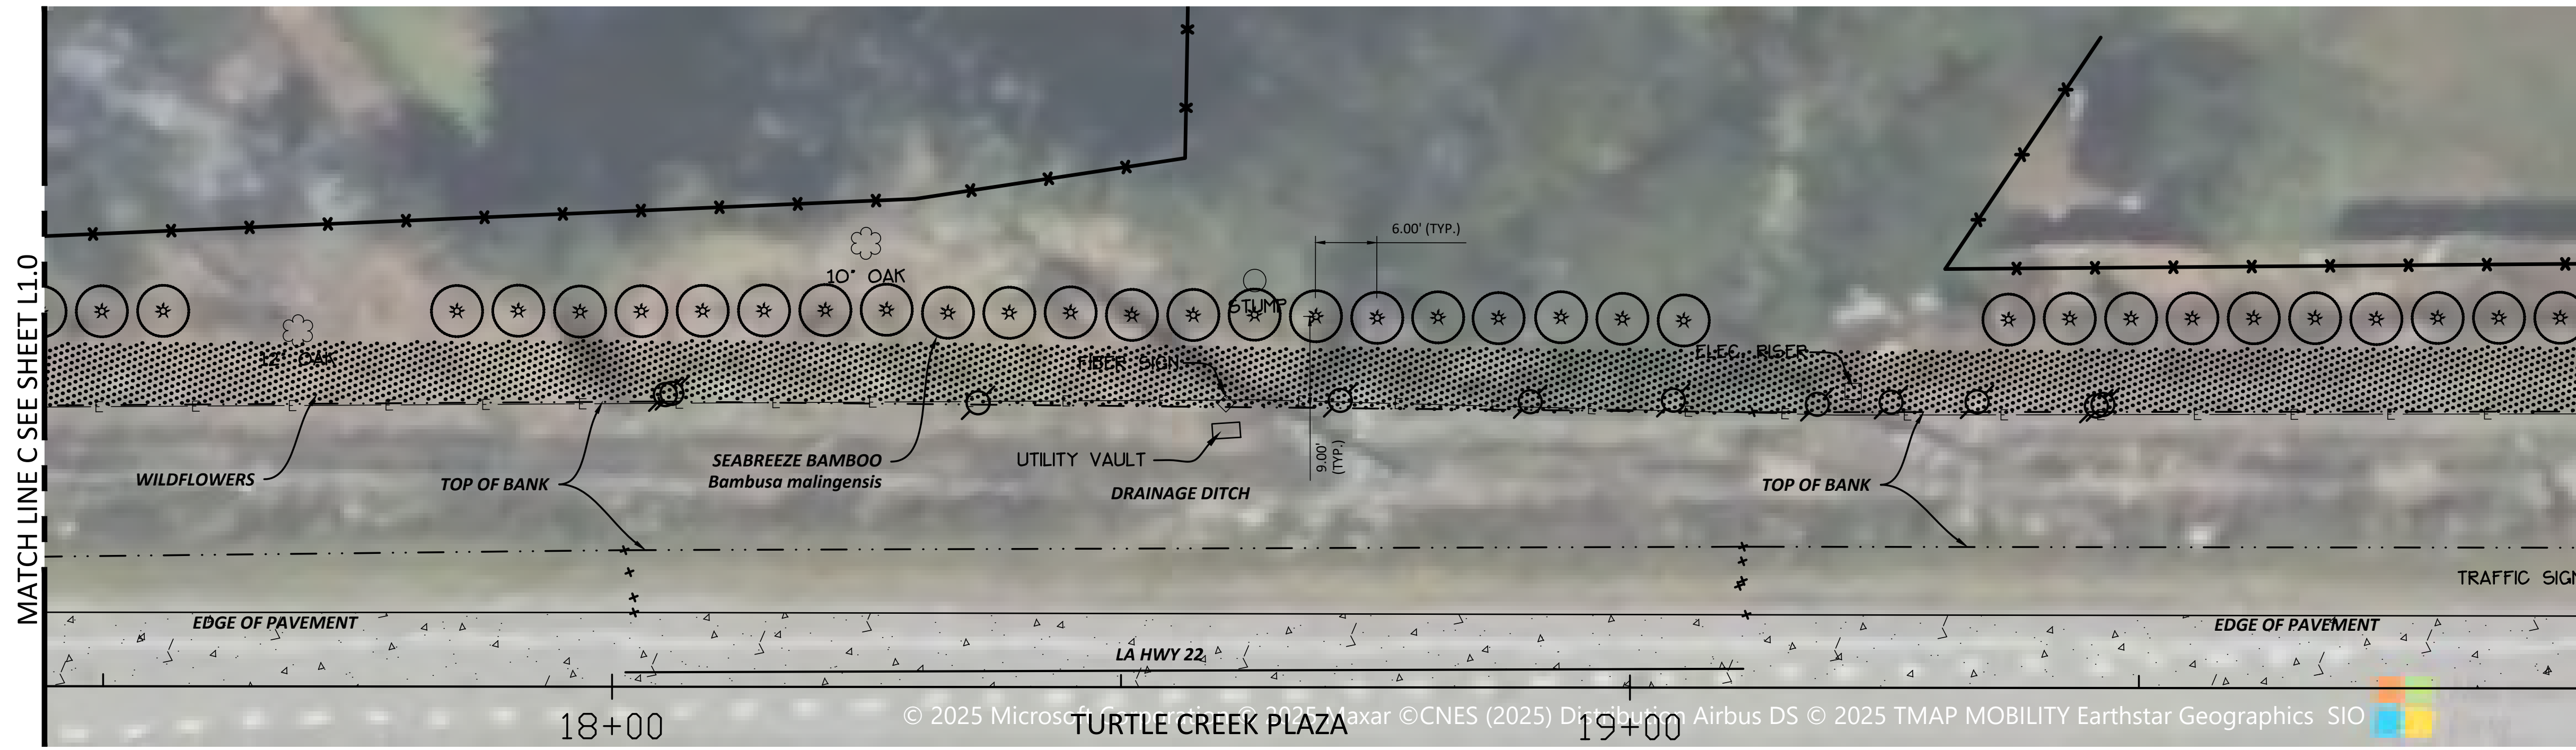 MATCH LINE C SEE SHEET L1.0
6.00' (TYP.)
10" OAK
STUMP
12" OAK
FIBER SIGN
ELEC. RISER
E E E E E E E E E E E E E E E E E
WILDFLOWERS
TOP OF BANK
SEABREEZE BAMBOO
Bambusa malingensis
UTILITY VAULT
9.00'
(TYP.)
DRAINAGE DITCH
TOP OF BANK
TRAFFIC SIGN
EDGE OF PAVEMENT
EDGE OF PAVEMENT
LA HWY 22
18+00
TURTLE CREEK PLAZA
19+00
© 2025 Microsoft Corporation © 2025 Maxar ©CNES (2025) Distribution Airbus DS © 2025 TMAP MOBILITY Earthstar Geographics SIO